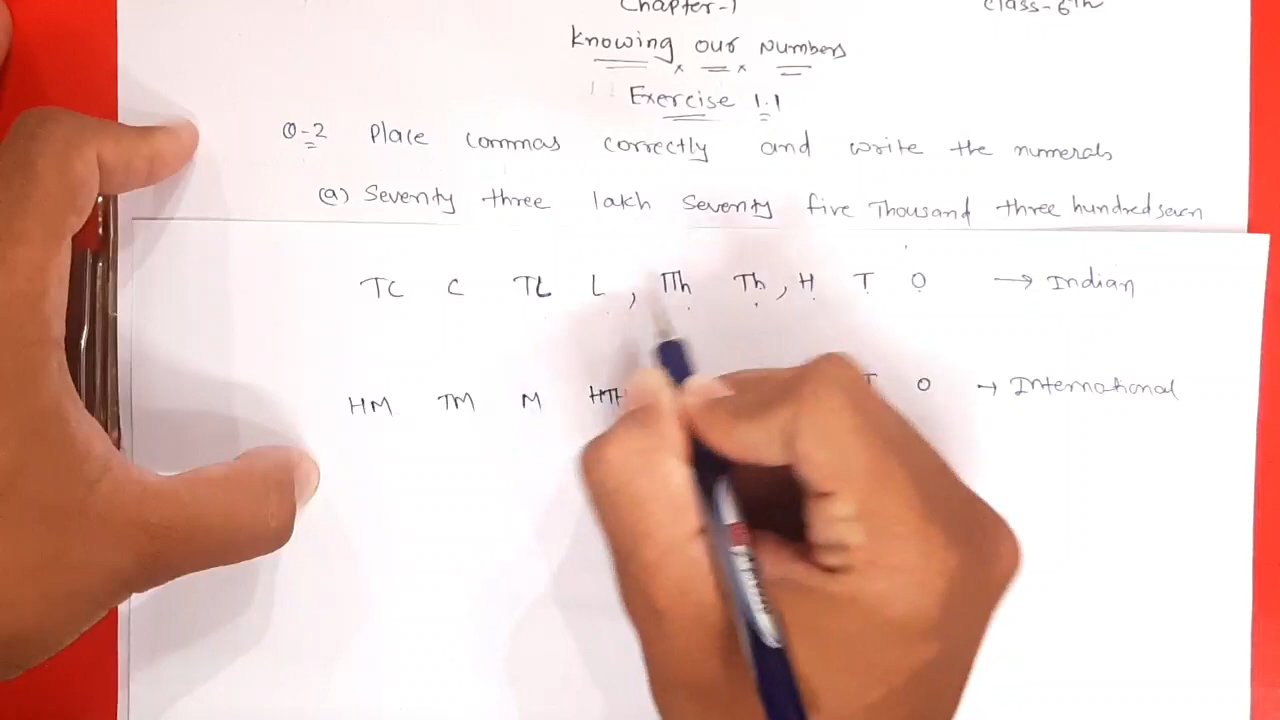 Chapter-1 Class-6th
Knowing our Numbers
Exercise 1.1
Q-2 Place commas correctly and write the numerals
(a) Seventy three lakh Seventy five Thousand three hundred seven
TC C TL L , TTh Th , H T O → Indian
HM TM M HTH T O → International